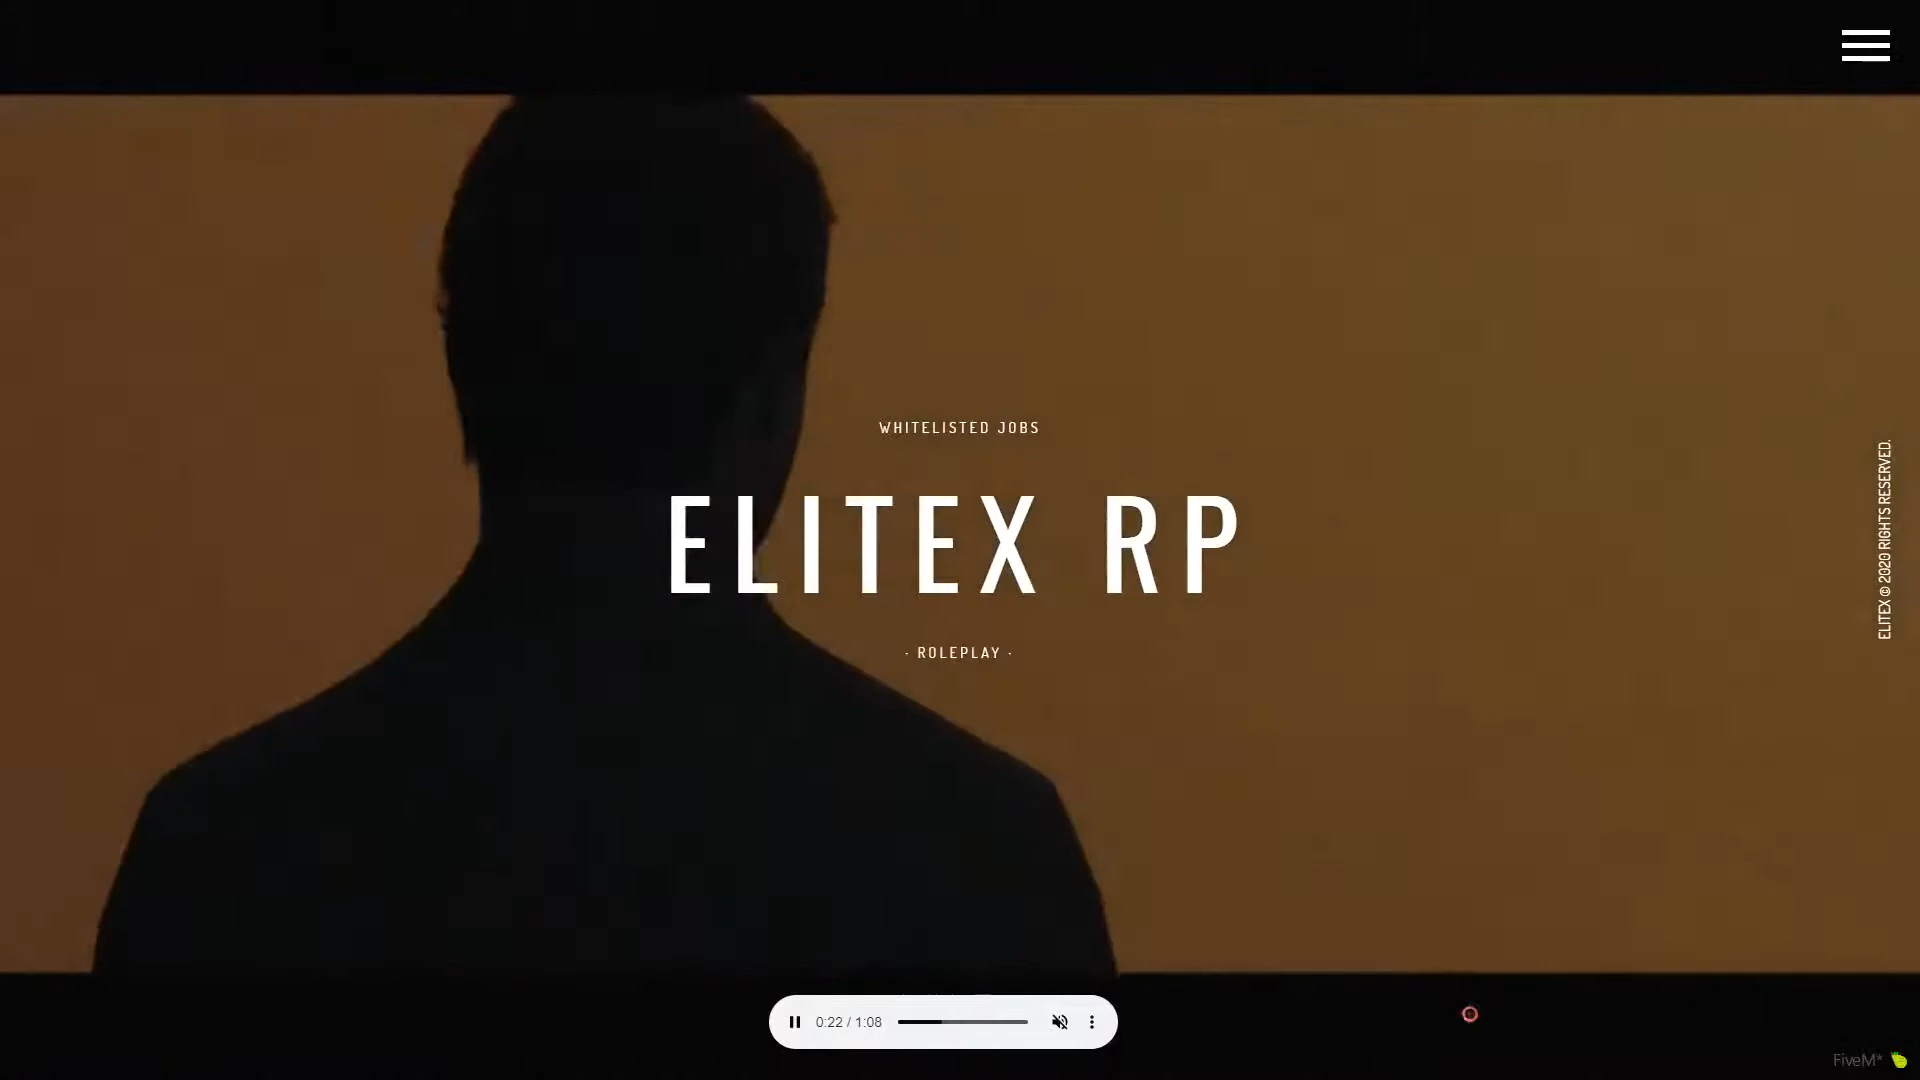 WHITELISTED JOBS
ELITEX RP
· ROLEPLAY ·
ELITEX © 2020 RIGHTS RESERVED.
0:22 / 1:08
FiveM*